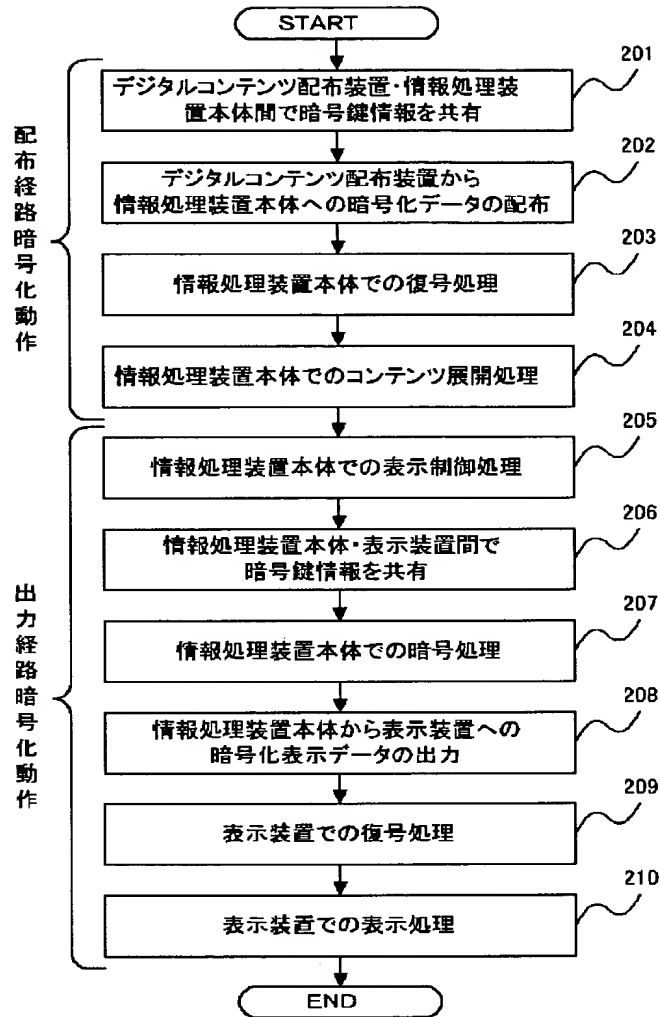 START
201
デジタルコンテンツ配布装置・情報処理装
置本体間で暗号鍵情報を共有
202
デジタルコンテンツ配布装置から
情報処理装置本体への暗号化データの配布
203
情報処理装置本体での復号処理
204
情報処理装置本体でのコンテンツ展開処理
配布経路暗号化動作
205
情報処理装置本体での表示制御処理
206
情報処理装置本体・表示装置間で
暗号鍵情報を共有
207
情報処理装置本体での暗号処理
208
情報処理装置本体から表示装置への
暗号化表示データの出力
209
表示装置での復号処理
210
表示装置での表示処理
出力経路暗号化動作
END